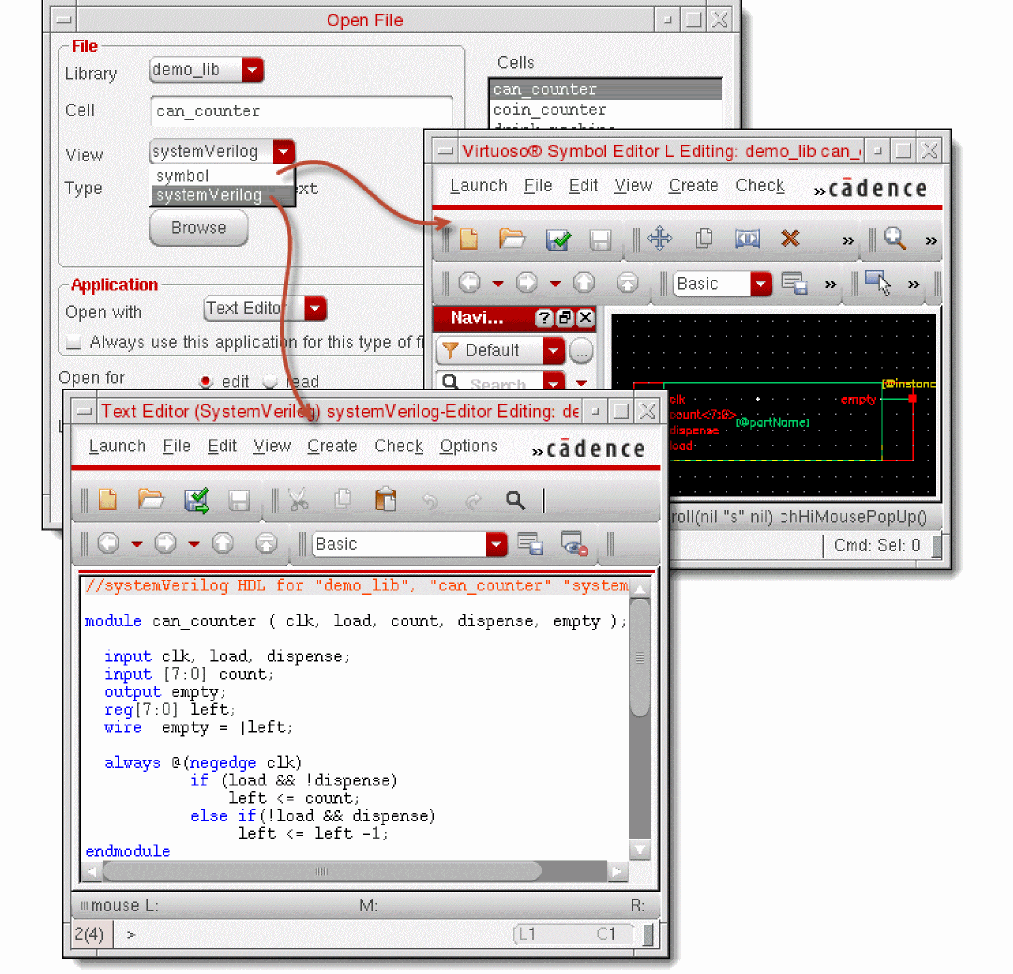 Open File
File
Library
demo_lib
Cell
can_counter
View
systemVerilog
symbol
systemVerilog
Type
Browse
Application
Open with
Text Editor
Always use this application for this type of
Open for
edit
read
Cells
can_counter
coin_counter
Virtuoso® Symbol Editor L Editing: demo_lib can_
Launch File Edit View Create Check
» cādence
»
»
Basic
»
»
Navi...
Default
...
Search
clk
count<7:0>
dispense
load
[@partName]
empty
[@instanc
roll(nil "s" nil)
chHiMousePopUp()
Cmd: Sel: 0
Text Editor (SystemVerilog) systemVerilog-Editor Editing: de
Launch File Edit View Create Check Options
» cādence
Basic
//systemVerilog HDL for "demo_lib", "can_counter" "system
module can_counter ( clk, load, count, dispense, empty );
input clk, load, dispense;
input [7:0] count;
output empty;
reg[7:0] left;
wire empty = |left;
always @(negedge clk)
if (load && !dispense)
left <= count;
else if(!load && dispense)
left <= left -1;
endmodule
mouse L:
M:
R:
2(4)
>
L1
C1